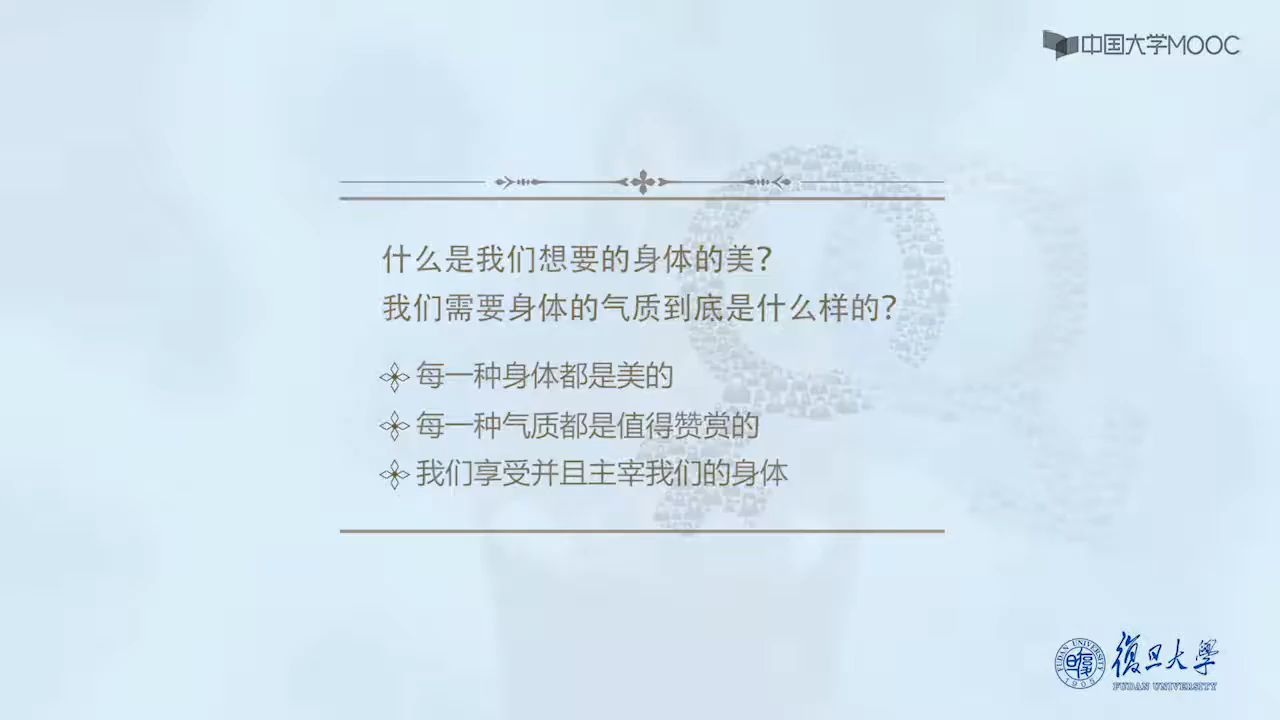 中国大学MOOC
什么是我们想要的身体的美?
我们需要身体的气质到底是什么样的?
每一种身体都是美的
每一种气质都是值得赞赏的
我们享受并且主宰我们的身体
復旦大學
FUDAN UNIVERSITY
FUDAN UNIVERSITY
1905